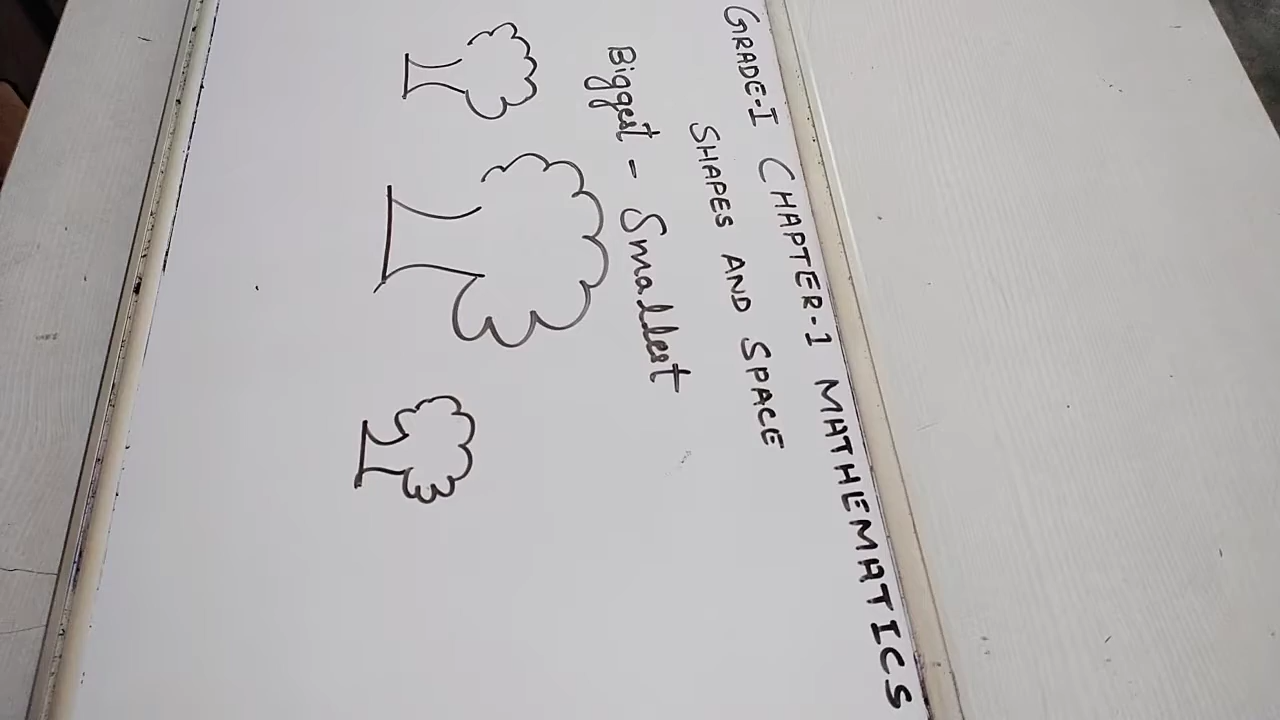 GRADE-I CHAPTER-1 MATHEMATICS
SHAPES AND SPACE
Biggest - Smallest